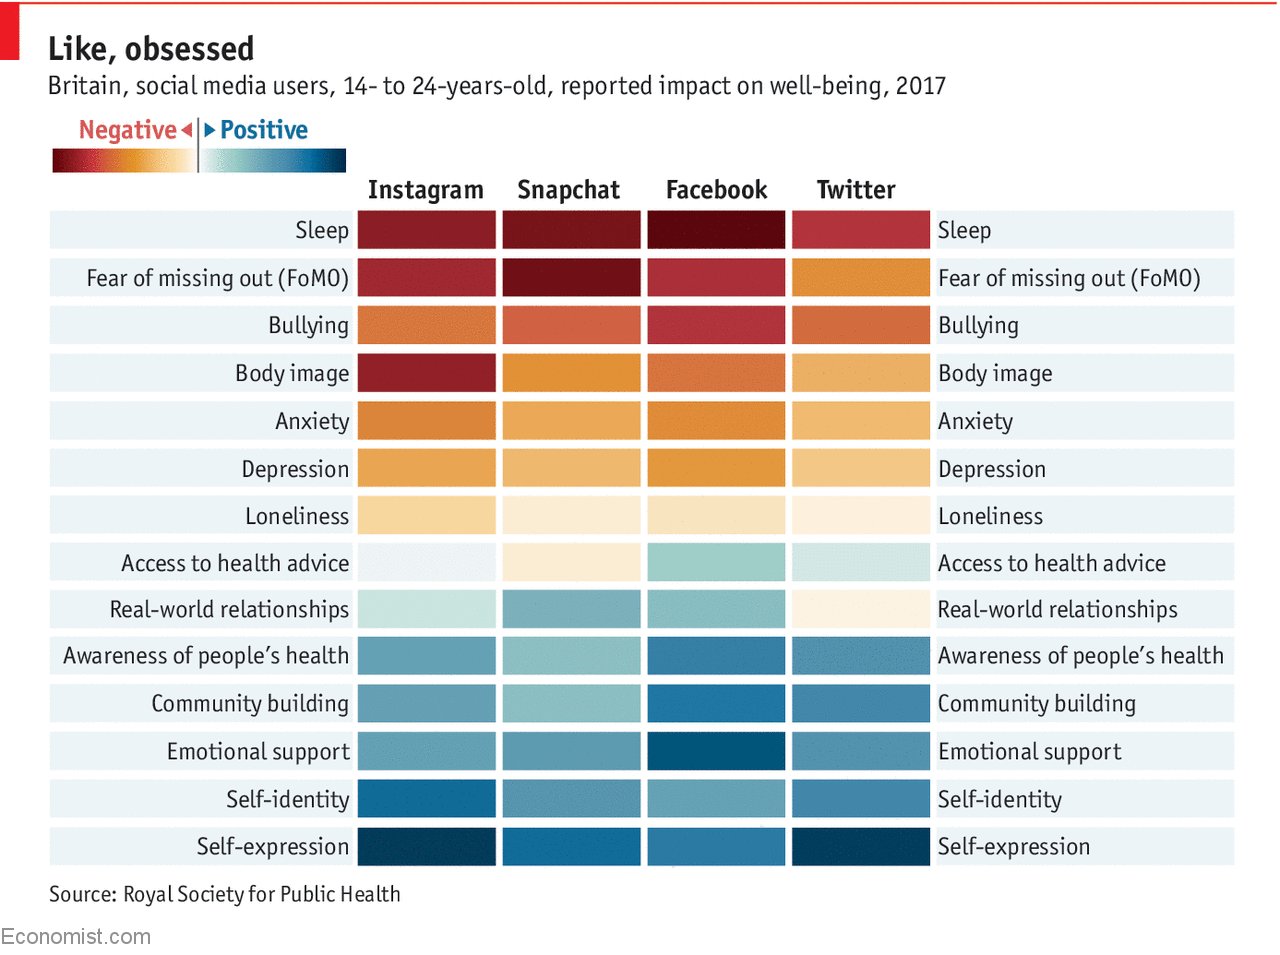 Like, obsessed
Britain, social media users, 14- to 24-years-old, reported impact on well-being, 2017
Negative Positive
Instagram Snapchat Facebook Twitter
Sleep Sleep
Fear of missing out (FoMO) Fear of missing out (FoMO)
Bullying Bullying
Body image Body image
Anxiety Anxiety
Depression Depression
Loneliness Loneliness
Access to health advice Access to health advice
Real-world relationships Real-world relationships
Awareness of people’s health Awareness of people’s health
Community building Community building
Emotional support Emotional support
Self-identity Self-identity
Self-expression Self-expression
Source: Royal Society for Public Health
Economist.com